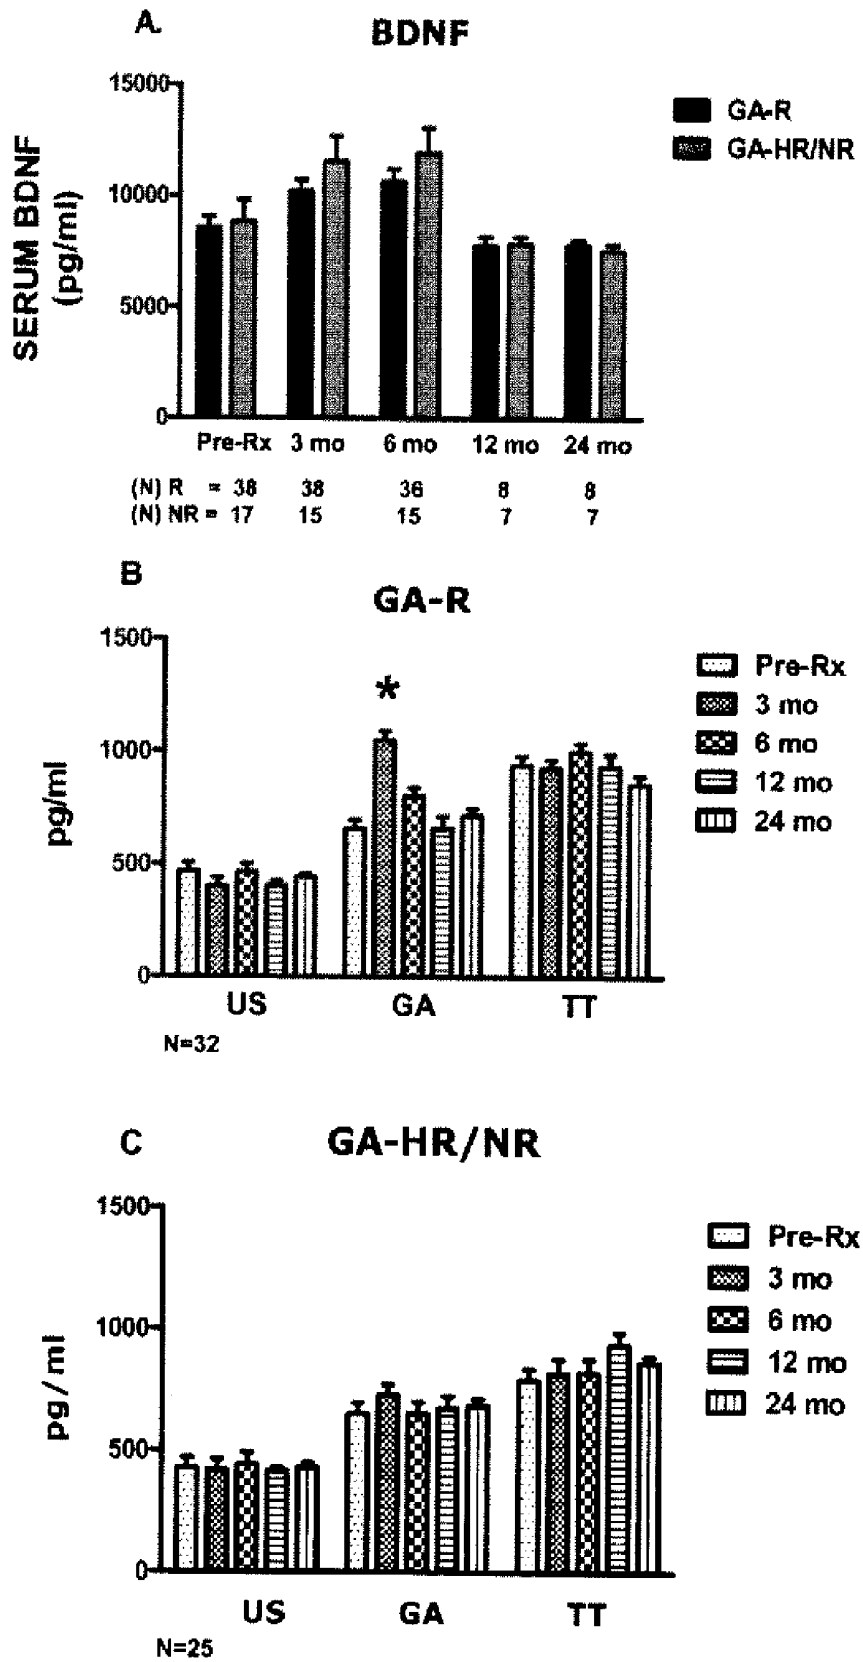 A.
BDNF
15000
10000
5000
0
SERUM BDNF
(pg/ml)
GA-R
GA-HR/NR
Pre-Rx 3 mo 6 mo 12 mo 24 mo
(N) R = 38 38 36 8 8
(N) NR = 17 15 15 7 7
B
GA-R
1500
1000
500
0
pg/ml
*
Pre-Rx
3 mo
6 mo
12 mo
24 mo
US GA TT
N=32
C
GA-HR/NR
1500
1000
500
0
pg/ml
Pre-Rx
3 mo
6 mo
12 mo
24 mo
US GA TT
N=25